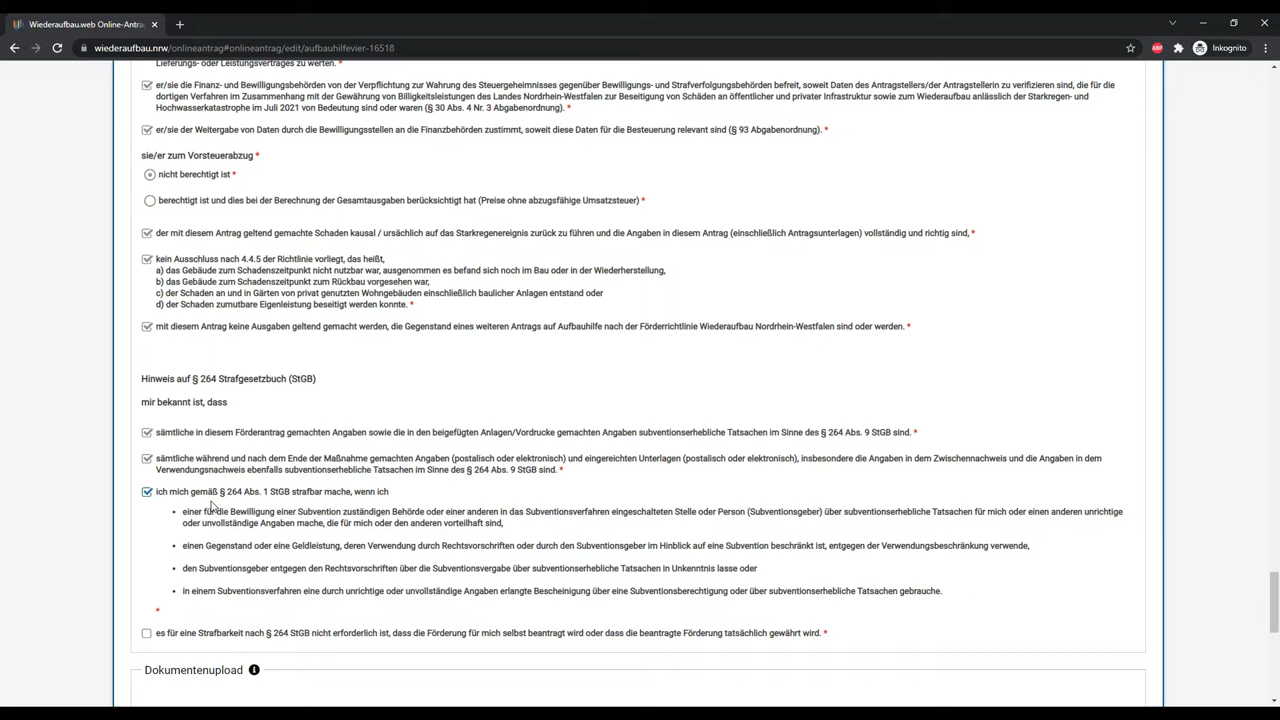 Wiederaufbau.web Online-Antra
Inkognito
wiederaufbau.nrw/onlineantrag#onlineantrag/edit/aufbauhilfevier-16518
ABP
Lieferungs- oder Leistungsvertrages zu werten. *
er/sie die Finanz- und Bewilligungsbehörden von der Verpflichtung zur Wahrung des Steuergeheimnisses gegenüber Bewilligungs- und Strafverfolgungsbehörden befreit, soweit Daten des Antragstellers/der Antragstellerin zu verifizieren sind, die für die
dortigen Verfahren im Zusammenhang mit der Gewährung von Billigkeitsleistungen des Landes Nordrhein-Westfalen zur Beseitigung von Schäden an öffentlicher und privater Infrastruktur sowie zum Wiederaufbau anlässlich der Starkregen- und
Hochwasserkatastrophe im Juli 2021 von Bedeutung sind oder waren (§ 30 Abs. 4 Nr. 3 Abgabenordnung). *
er/sie der Weitergabe von Daten durch die Bewilligungsstellen an die Finanzbehörden zustimmt, soweit diese Daten für die Besteuerung relevant sind (§ 93 Abgabenordnung). *
sie/er zum Vorsteuerabzug *
nicht berechtigt ist *
berechtigt ist und dies bei der Berechnung der Gesamtausgaben berücksichtigt hat (Preise ohne abzugsfähige Umsatzsteuer) *
der mit diesem Antrag geltend gemachte Schaden kausal / ursächlich auf das Starkregenereignis zurück zu führen und die Angaben in diesem Antrag (einschließlich Antragsunterlagen) vollständig und richtig sind, *
kein Ausschluss nach 4.4.5 der Richtlinie vorliegt, das heißt,
a) das Gebäude zum Schadenszeitpunkt nicht nutzbar war, ausgenommen es befand sich noch im Bau oder in der Wiederherstellung,
b) das Gebäude zum Schadenszeitpunkt zum Rückbau vorgesehen war,
c) der Schaden an und in Gärten von privat genutzten Wohngebäuden einschließlich baulicher Anlagen entstand oder
d) der Schaden zumutbare Eigenleistung beseitigt werden konnte. *
mit diesem Antrag keine Ausgaben geltend gemacht werden, die Gegenstand eines weiteren Antrags auf Aufbauhilfe nach der Förderrichtlinie Wiederaufbau Nordrhein-Westfalen sind oder werden. *
Hinweis auf § 264 Strafgesetzbuch (StGB)
mir bekannt ist, dass
sämtliche in diesem Förderantrag gemachten Angaben sowie die in den beigefügten Anlagen/Vordrucke gemachten Angaben subventionserhebliche Tatsachen im Sinne des § 264 Abs. 9 StGB sind. *
sämtliche während und nach dem Ende der Maßnahme gemachten Angaben (postalisch oder elektronisch) und eingereichten Unterlagen (postalisch oder elektronisch), insbesondere die Angaben in dem Zwischennachweis und die Angaben in dem
Verwendungsnachweis ebenfalls subventionserhebliche Tatsachen im Sinne des § 264 Abs. 9 StGB sind. *
ich mich gemäß § 264 Abs. 1 StGB strafbar mache, wenn ich
• einer für die Bewilligung einer Subvention zuständigen Behörde oder einer anderen in das Subventionsverfahren eingeschalteten Stelle oder Person (Subventionsgeber) über subventionserhebliche Tatsachen für mich oder einen anderen unrichtige
oder unvollständige Angaben mache, die für mich oder den anderen vorteilhaft sind,
• einen Gegenstand oder eine Geldleistung, deren Verwendung durch Rechtsvorschriften oder durch den Subventionsgeber im Hinblick auf eine Subvention beschränkt ist, entgegen der Verwendungsbeschränkung verwende,
• den Subventionsgeber entgegen den Rechtsvorschriften über die Subventionsvergabe über subventionserhebliche Tatsachen in Unkenntnis lasse oder
• in einem Subventionsverfahren eine durch unrichtige oder unvollständige Angaben erlangte Bescheinigung über eine Subventionsberechtigung oder über subventionserhebliche Tatsachen gebrauche.
*
es für eine Strafbarkeit nach § 264 StGB nicht erforderlich ist, dass die Förderung für mich selbst beantragt wird oder dass die beantragte Förderung tatsächlich gewährt wird. *
Dokumentenupload